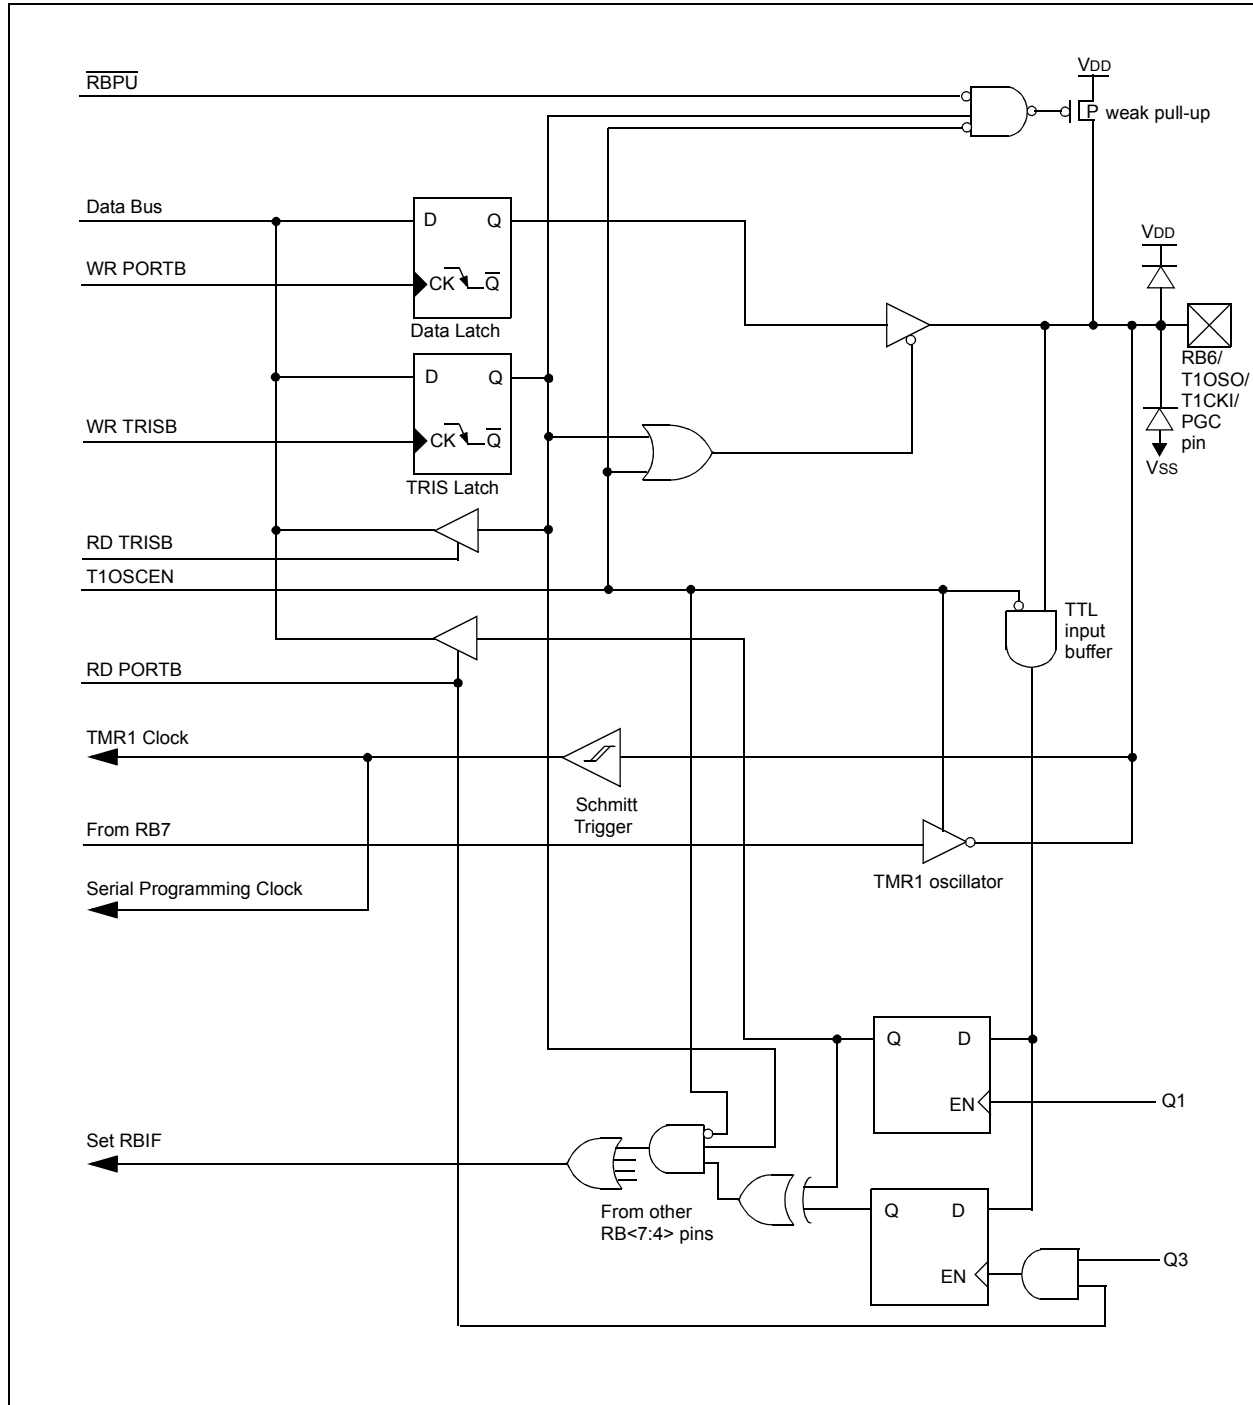 RBPU
VDD
P weak pull-up
Data Bus
D Q
VDD
WR PORTB
CK Q
Data Latch
RB6/
T1OSO/
T1CKI/
PGC
pin
VSS
D Q
WR TRISB
CK Q
TRIS Latch
RD TRISB
T1OSCEN
TTL
input
buffer
RD PORTB
TMR1 Clock
Schmitt
Trigger
From RB7
TMR1 oscillator
Serial Programming Clock
Q D
EN
Q1
Set RBIF
From other
RB<7:4> pins
Q D
EN
Q3